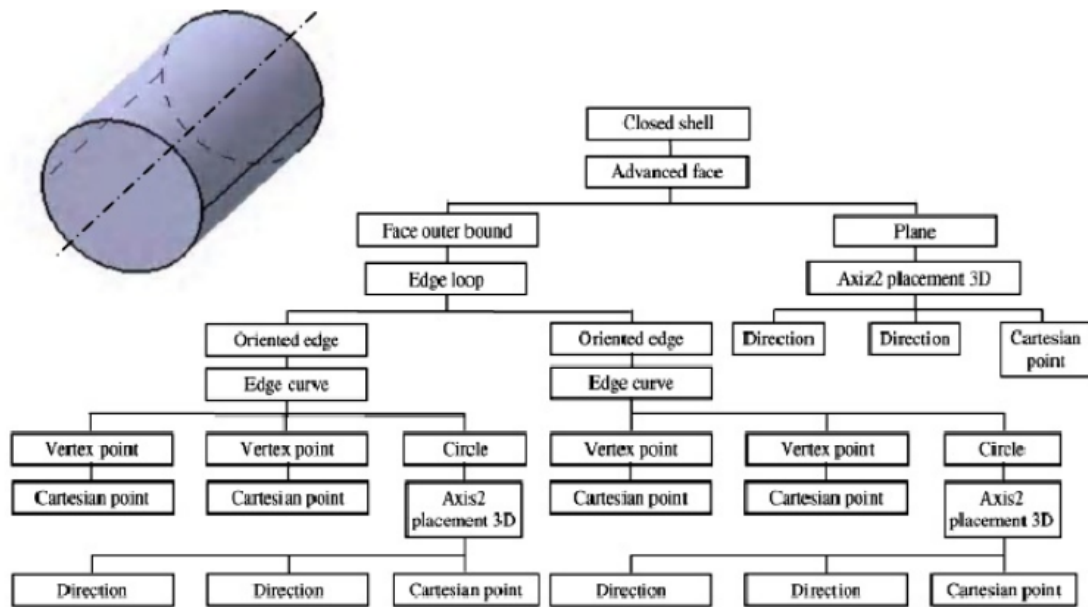 Closed shell
Advanced face
Face outer bound
Plane
Edge loop
Axiz2 placement 3D
Oriented edge
Oriented edge
Direction
Direction
Cartesian
point
Edge curve
Edge curve
Vertex point
Vertex point
Circle
Vertex point
Vertex point
Circle
Cartesian point
Cartesian point
Axis2
placement 3D
Cartesian point
Cartesian point
Axis2
placement 3D
Direction
Direction
Cartesian point
Direction
Direction
Cartesian point